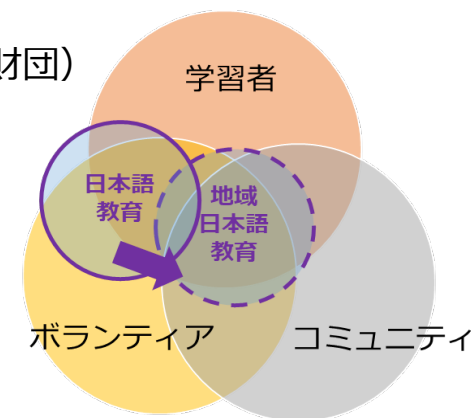 財団）
学習者
日本語
教育
地域
日本語
教育
ボランティア
コミュニティ